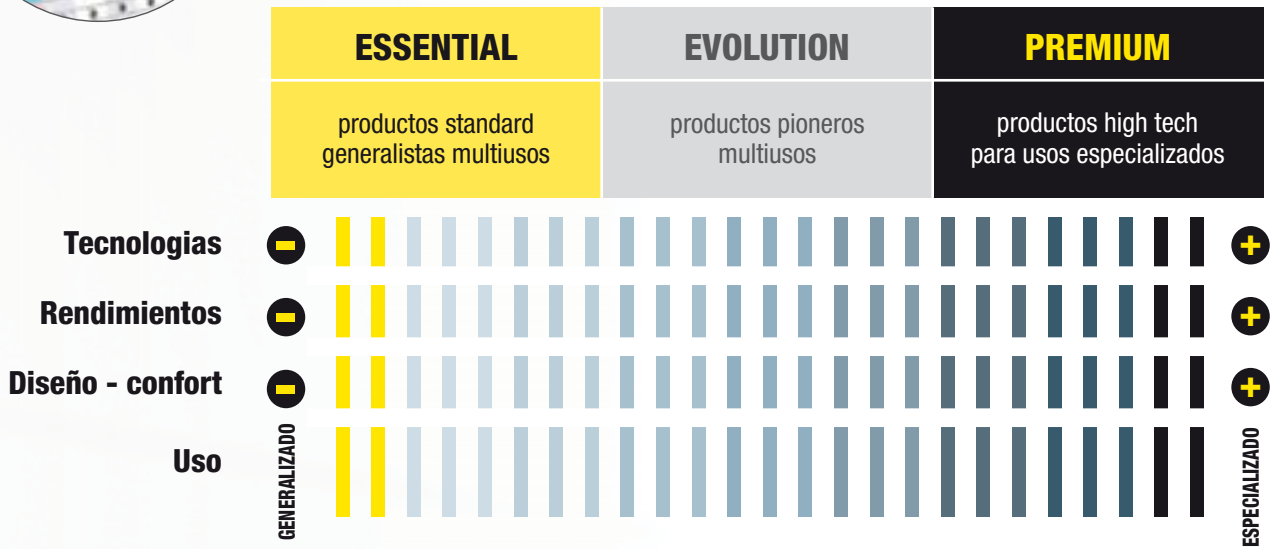 ESSENTIAL
EVOLUTION
PREMIUM
productos standard
generalistas multiusos
productos pioneros
multiusos
productos high tech
para usos especializados
Tecnologias
Rendimientos
Diseño - confort
Uso
GENERALIZADO
ESPECIALIZADO